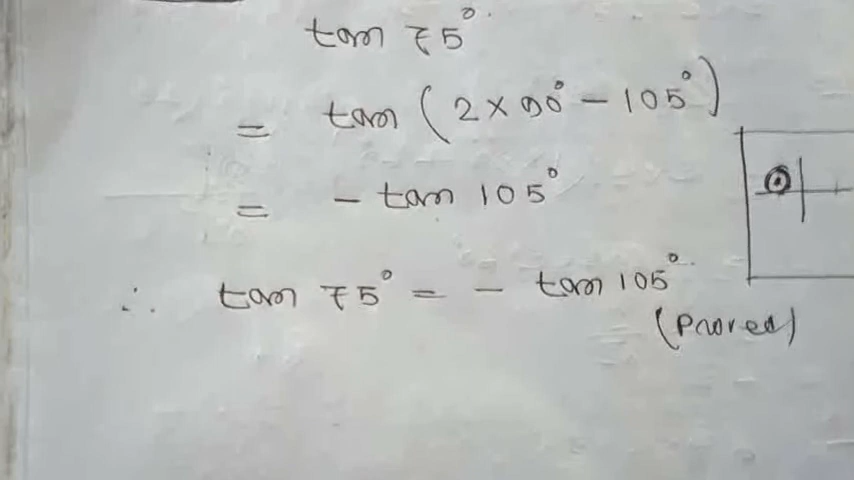 tan 75°
= tan (2 × 90° - 105°)
= - tan 105°
∴ tan 75° = - tan 105°
(Proved)